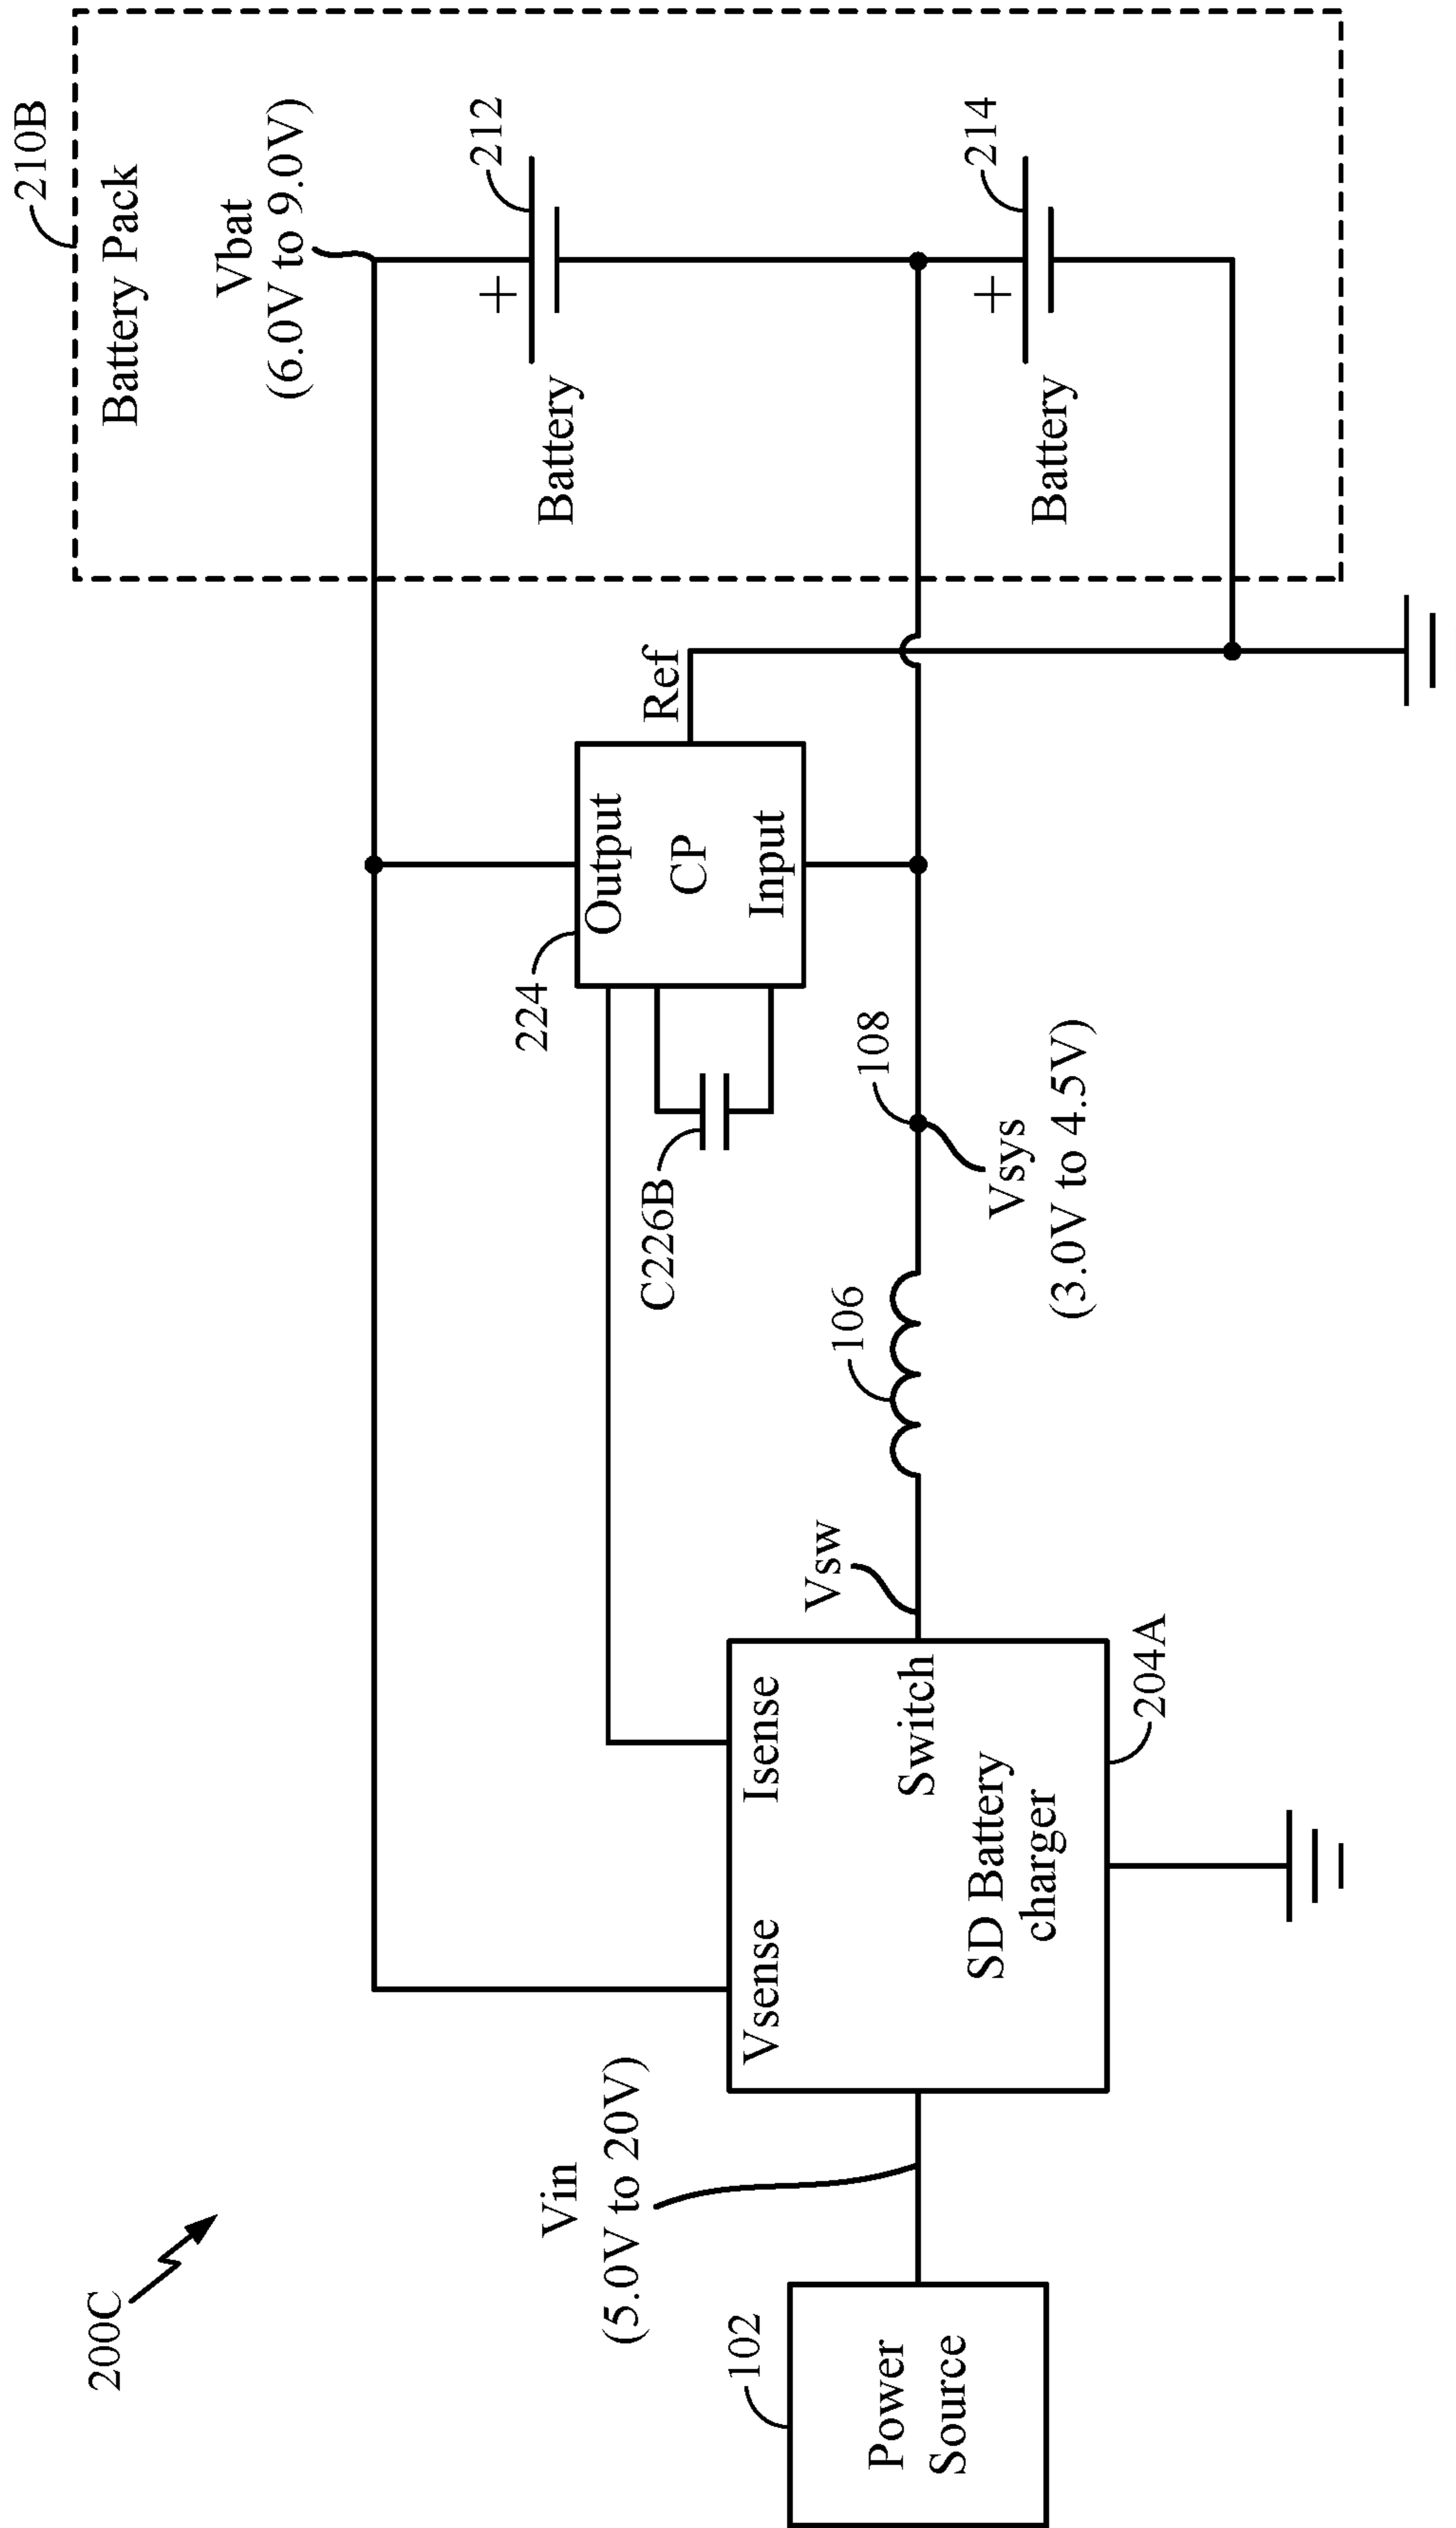 200C
210B
Battery Pack
Vbat
(6.0V to 9.0V)
212
+
Battery
214
+
Battery
224
Output
CP
Input
Ref
C226B
108
Vsys
(3.0V to 4.5V)
106
Vsw
Vsense
Isense
Switch
SD Battery
charger
204A
Vin
(5.0V to 20V)
102
Power
Source